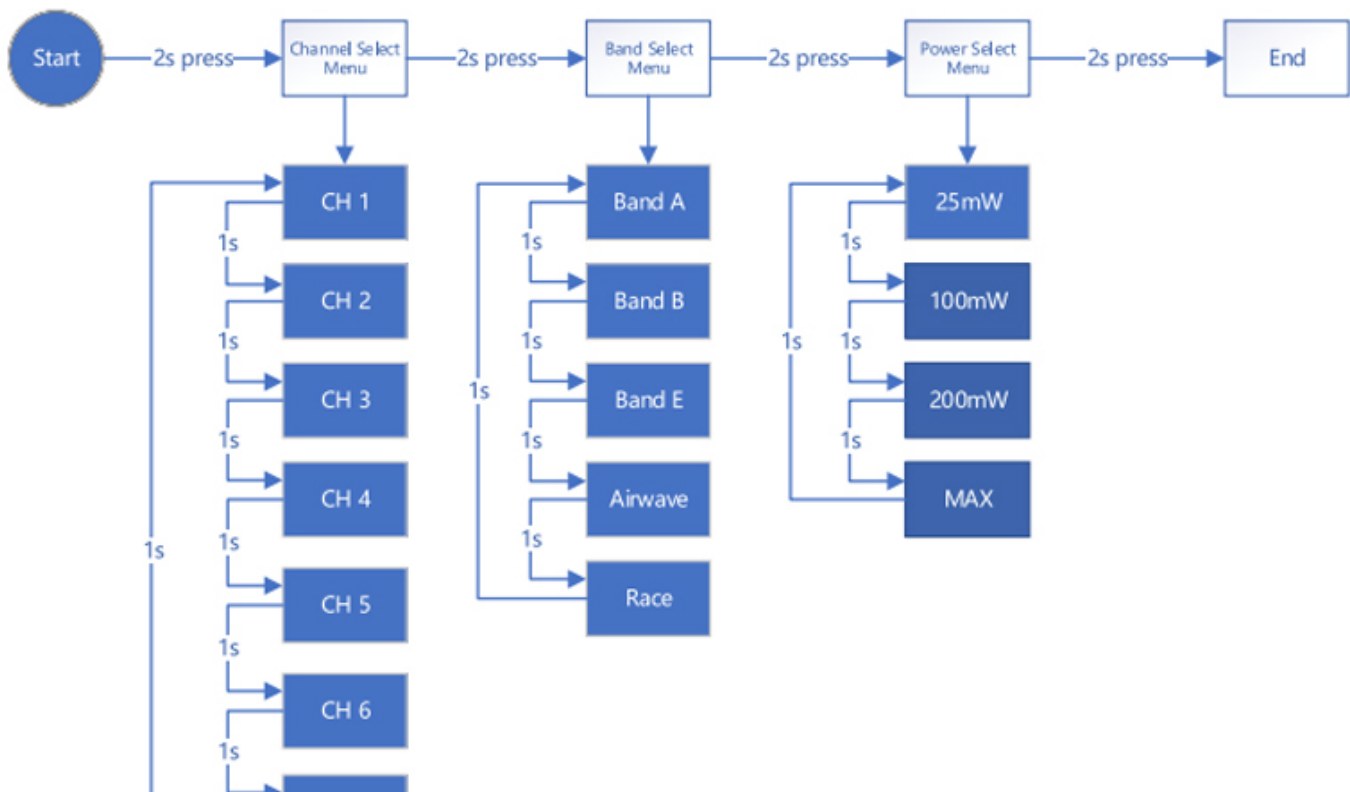 Start
2s press
Channel Select
Menu
2s press
Band Select
Menu
2s press
Power Select
Menu
2s press
End
CH 1
1s
CH 2
1s
CH 3
1s
CH 4
1s
CH 5
1s
CH 6
1s
1s
Band A
1s
Band B
1s
Band E
1s
Airwave
1s
Race
1s
25mW
1s
100mW
1s
200mW
1s
MAX
1s